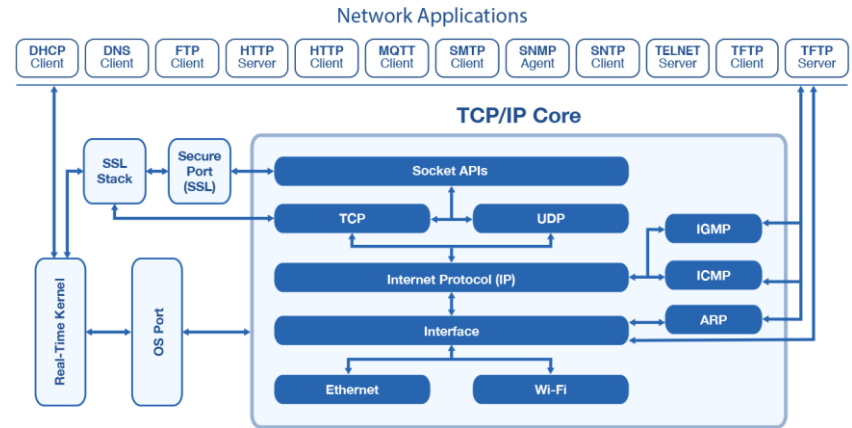 Network Applications
DHCP
Client
DNS
Client
FTP
Client
HTTP
Server
HTTP
Client
MQTT
Client
SMTP
Client
SNMP
Agent
SNTP
Client
TELNET
Server
TFTP
Client
TFTP
Server
TCP/IP Core
SSL
Stack
Secure
Port
(SSL)
Socket APIs
TCP
UDP
IGMP
Internet Protocol (IP)
ICMP
Real-Time Kernel
OS Port
Interface
ARP
Ethernet
Wi-Fi